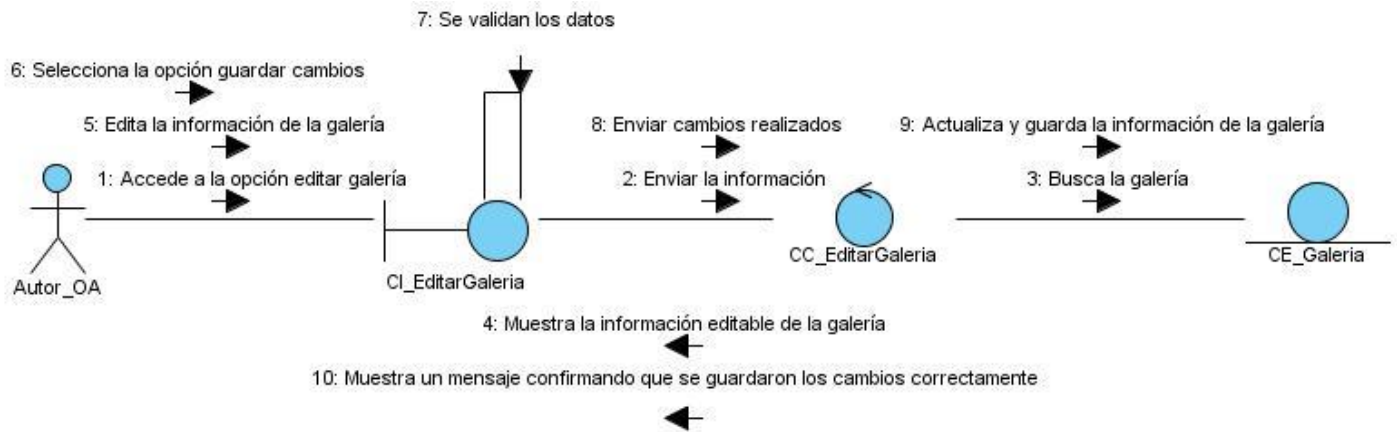 7: Se validan los datos
6: Selecciona la opción guardar cambios
5: Edita la información de la galería
8: Enviar cambios realizados
9: Actualiza y guarda la información de la galería
1: Accede a la opción editar galería
2: Enviar la información
3: Busca la galería
Autor_OA
CI_EditarGaleria
CC_EditarGaleria
CE_Galeria
4: Muestra la información editable de la galería
10: Muestra un mensaje confirmando que se guardaron los cambios correctamente